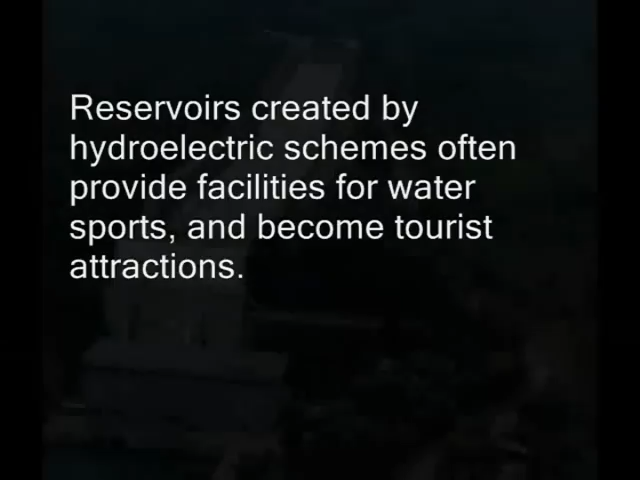 Reservoirs created by
hydroelectric schemes often
provide facilities for water
sports, and become tourist
attractions.